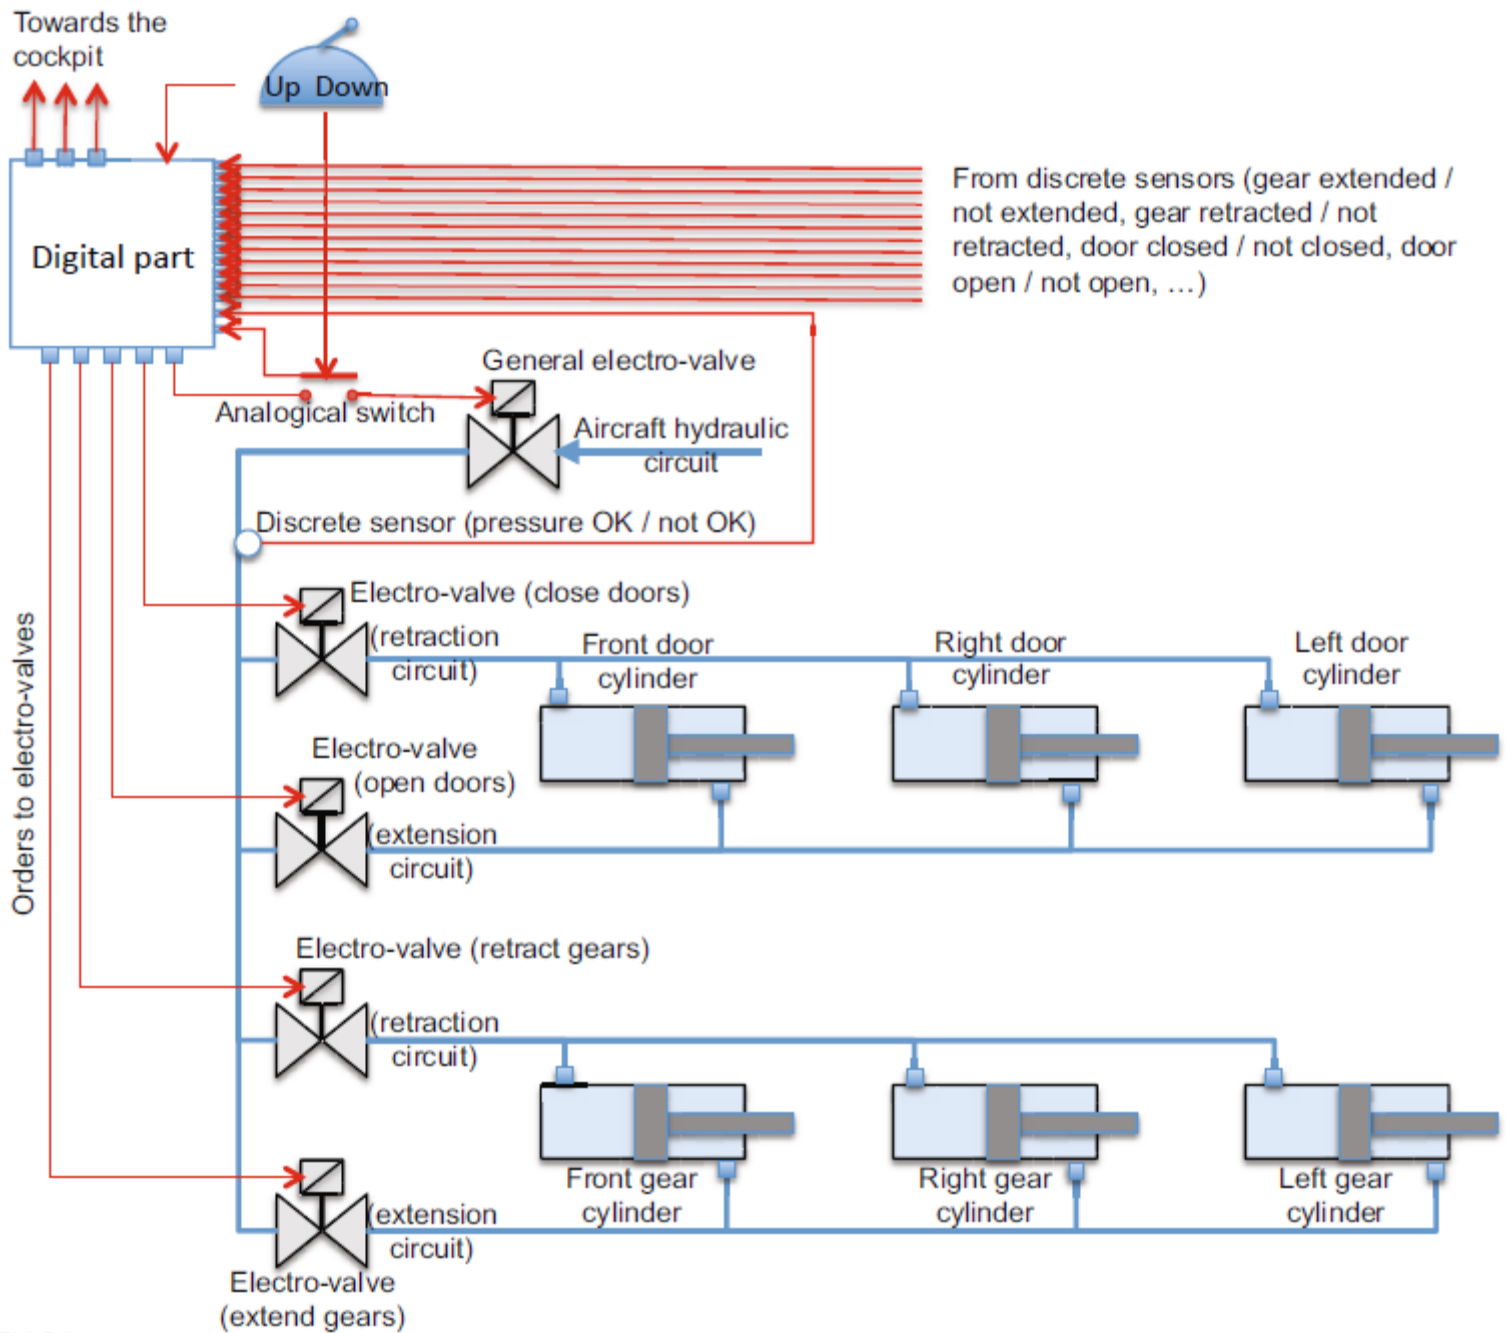 Towards the
cockpit
Up Down
Digital part
From discrete sensors (gear extended /
not extended, gear retracted / not
retracted, door closed / not closed, door
open / not open, …)
General electro-valve
Analogical switch
Aircraft hydraulic
circuit
Discrete sensor (pressure OK / not OK)
Orders to electro-valves
Electro-valve (close doors)
(retraction
circuit)
Front door
cylinder
Right door
cylinder
Left door
cylinder
Electro-valve
(open doors)
(extension
circuit)
Electro-valve (retract gears)
(retraction
circuit)
Front gear
cylinder
Right gear
cylinder
Left gear
cylinder
(extension
circuit)
Electro-valve
(extend gears)